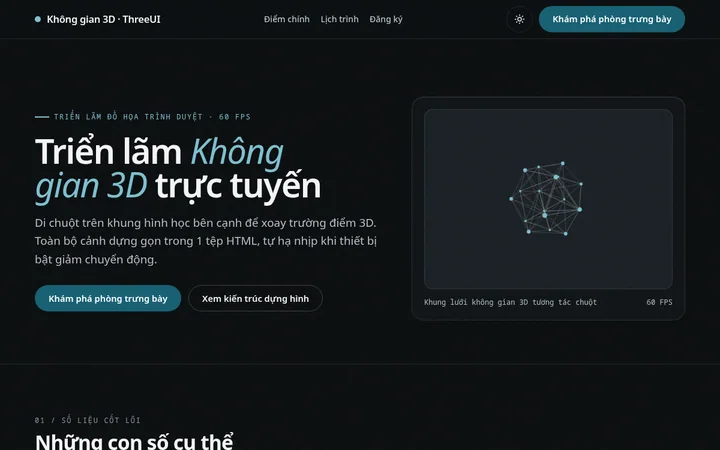 Không gian 3D · ThreeUI
Điểm chính
Lịch trình
Đăng ký
Khám phá phòng trưng bày
TRIỂN LÃM ĐỒ HỌA TRÌNH DUYỆT · 60 FPS
Triển lãm Không
gian 3D trực tuyến
Di chuột trên khung hình học bên cạnh để xoay trường điểm 3D.
Toàn bộ cảnh dựng gọn trong 1 tệp HTML, tự hạ nhịp khi thiết bị
bật giảm chuyển động.
Khám phá phòng trưng bày
Xem kiến trúc dựng hình
Khung lưới không gian 3D tương tác chuột
60 FPS
01 / SỐ LIỆU CỐT LÕI
Những con số cụ thể